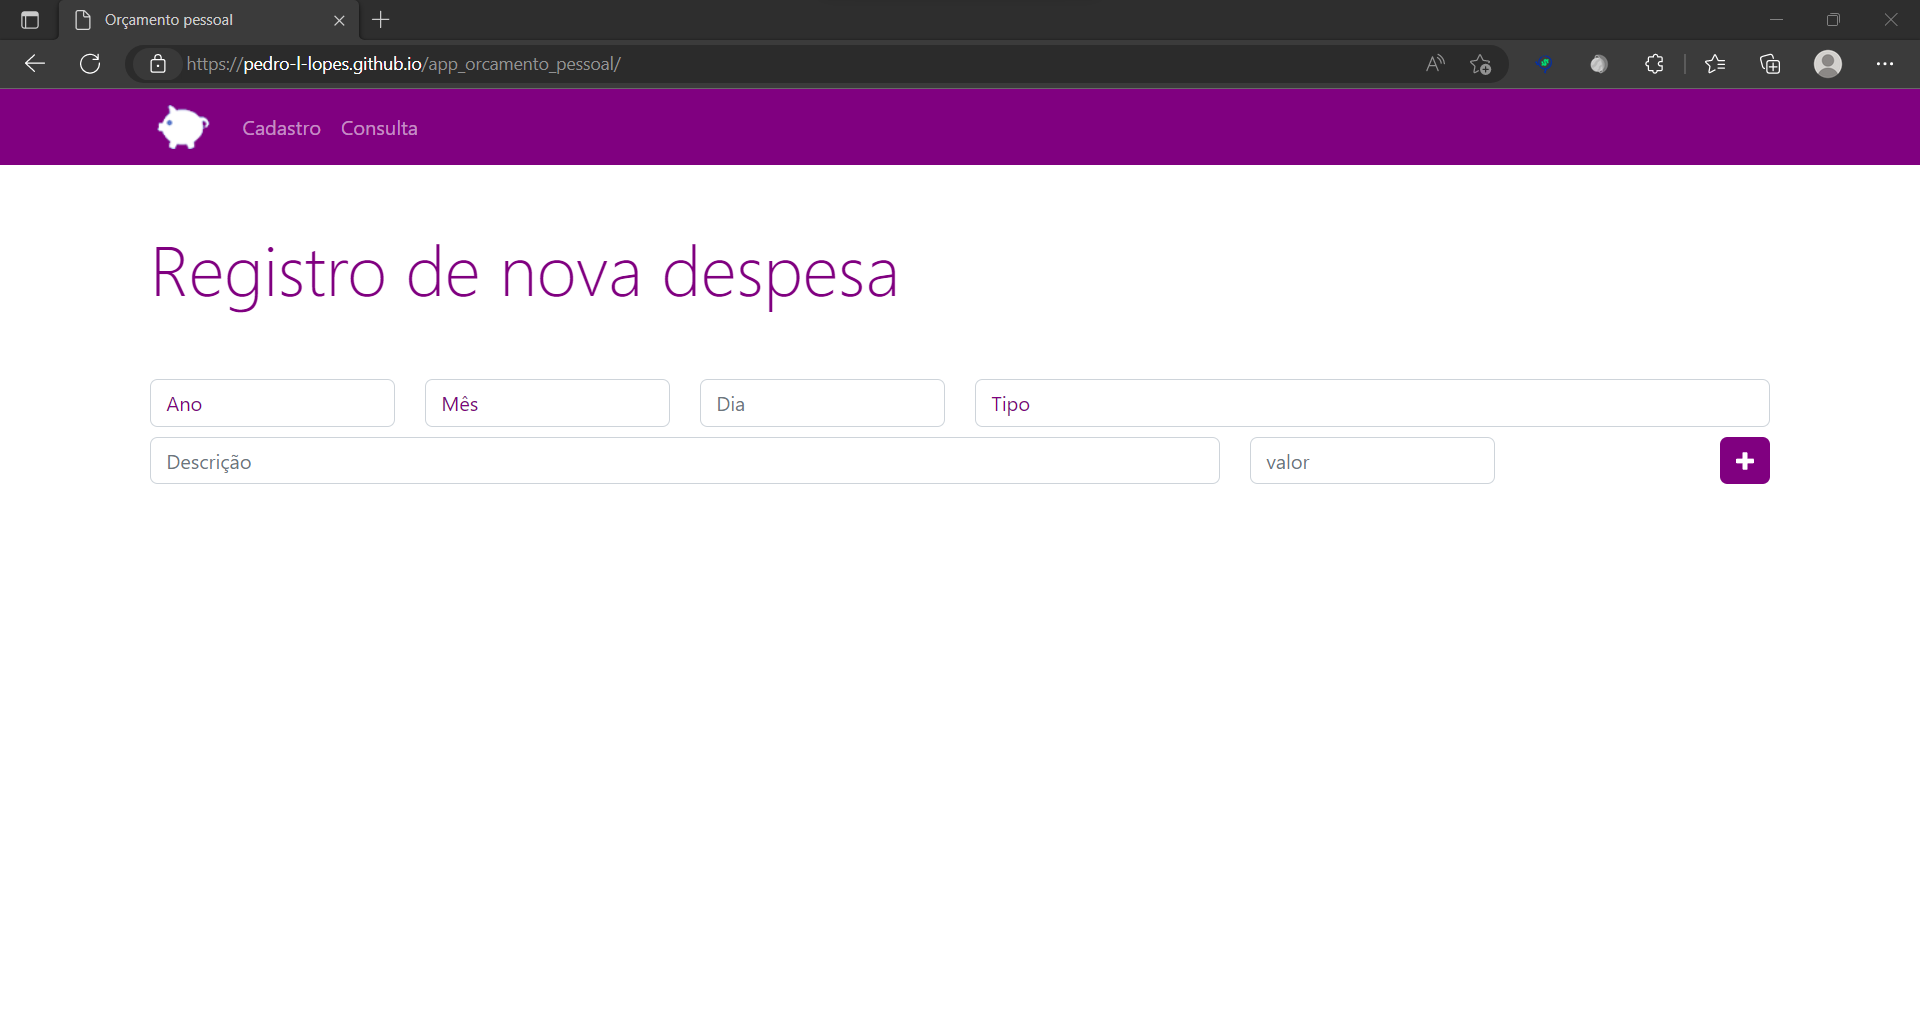 Orçamento pessoal
https://pedro-l-lopes.github.io/app_orcamento_pessoal/
Cadastro Consulta
Registro de nova despesa
Ano Mês Dia Tipo
Descrição valor